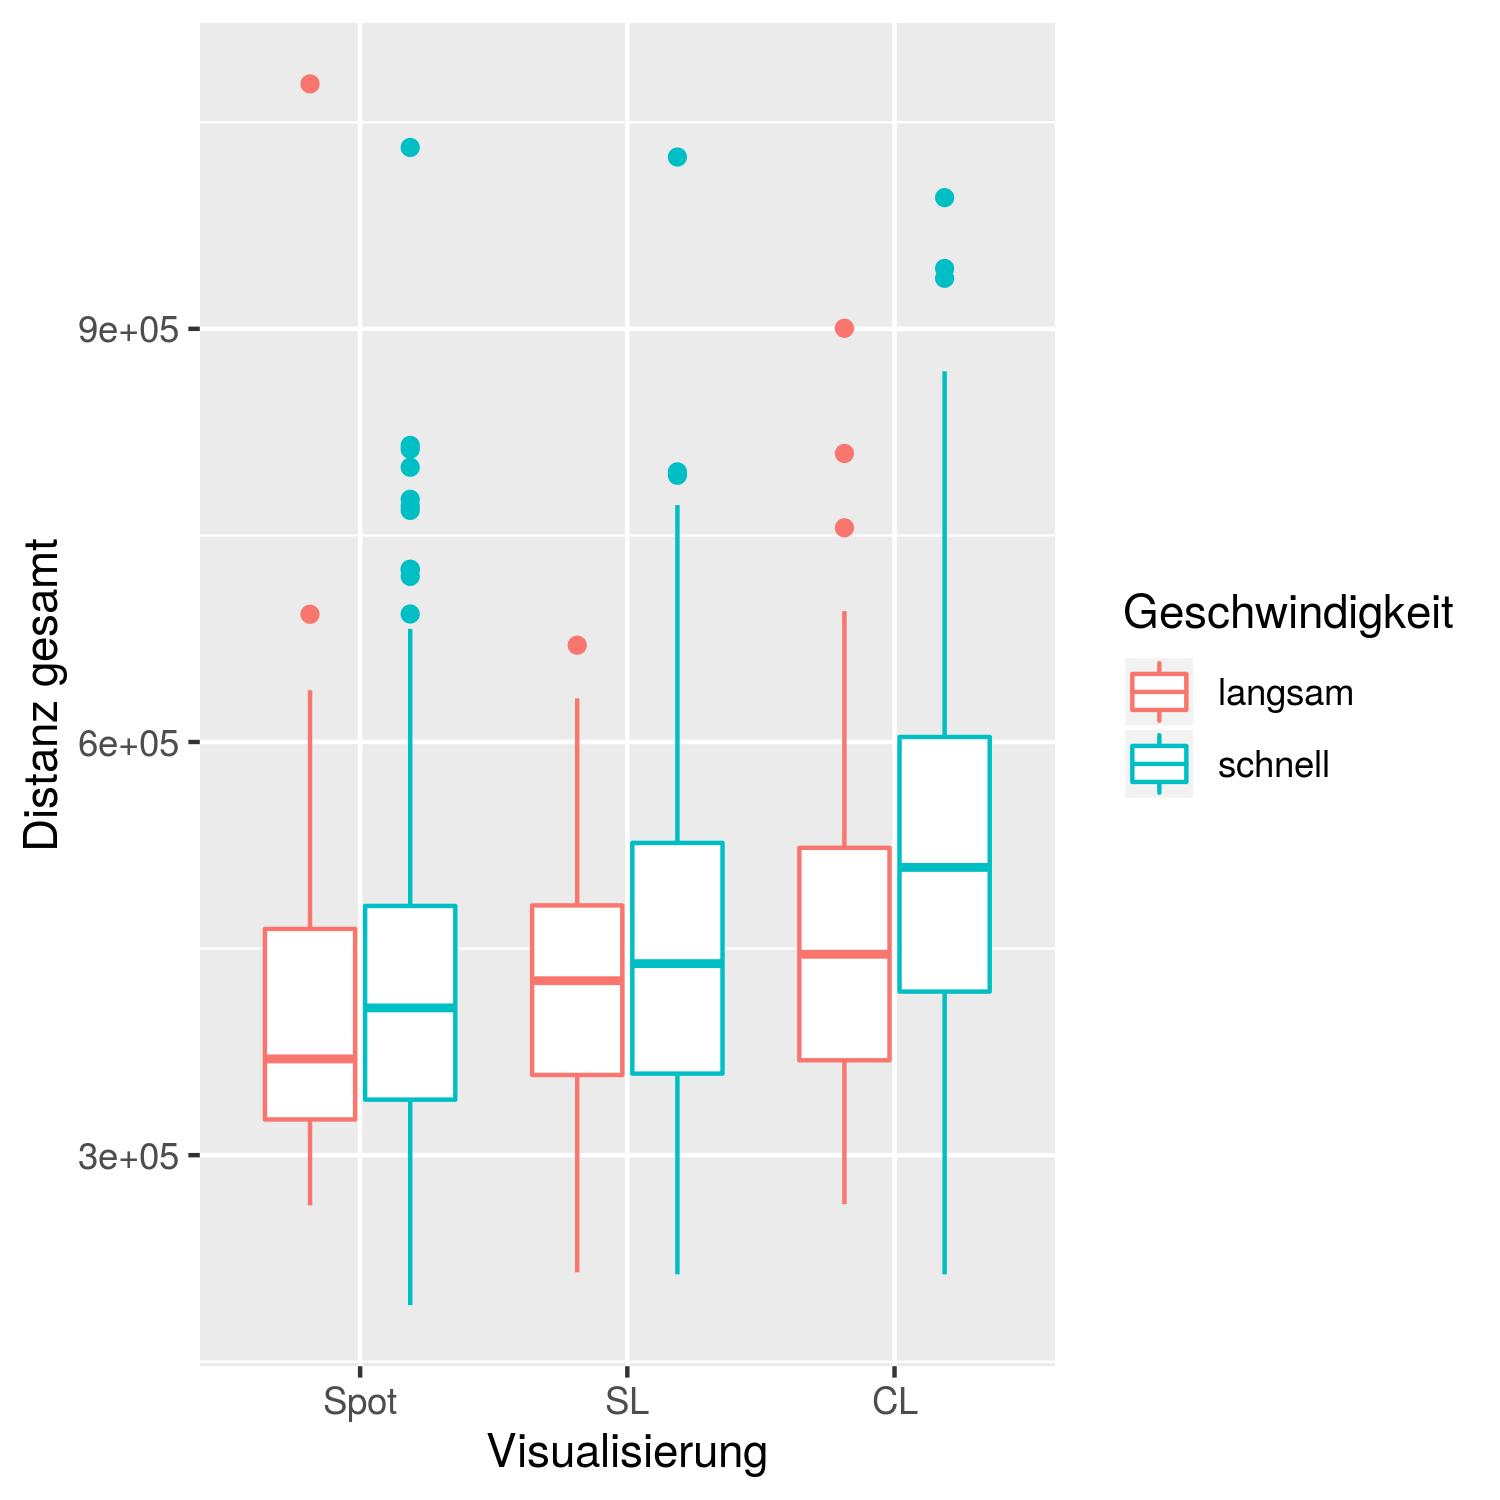 Distanz gesamt
9e+05
6e+05
3e+05
Spot
SL
CL
Visualisierung
Geschwindigkeit
langsam
schnell